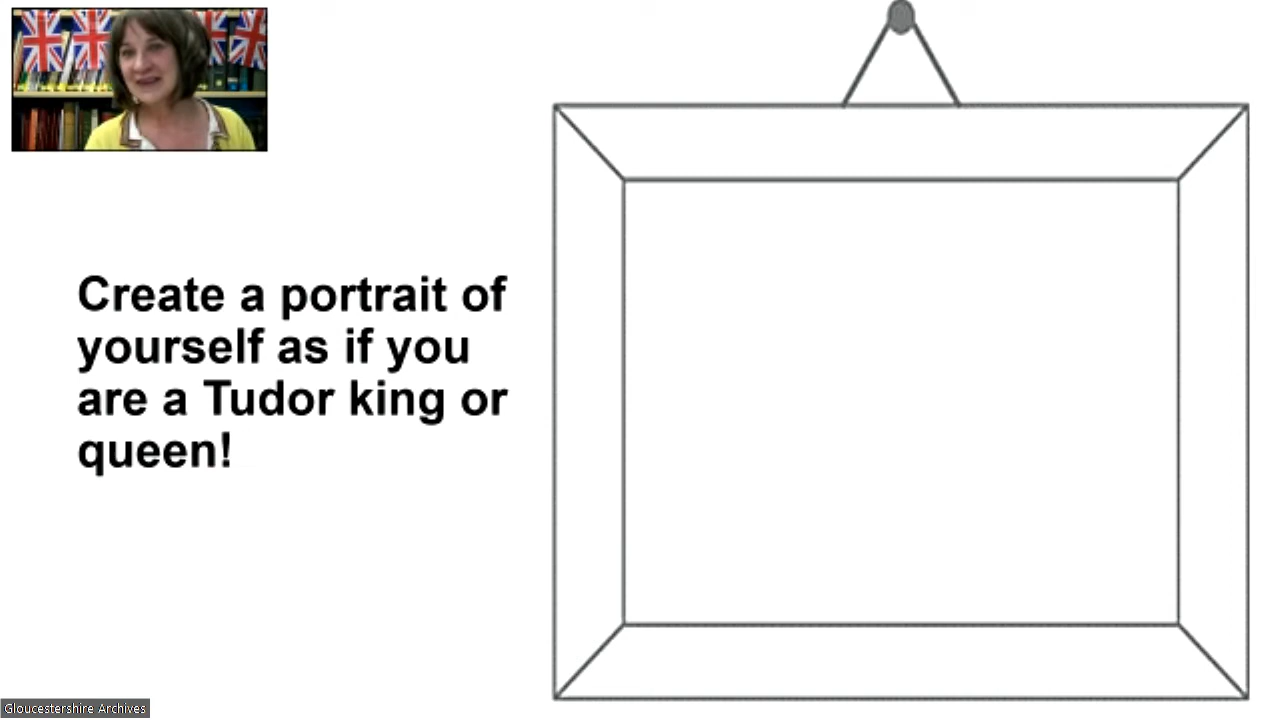 Create a portrait of
yourself as if you
are a Tudor king or
queen!
Gloucestershire Archives